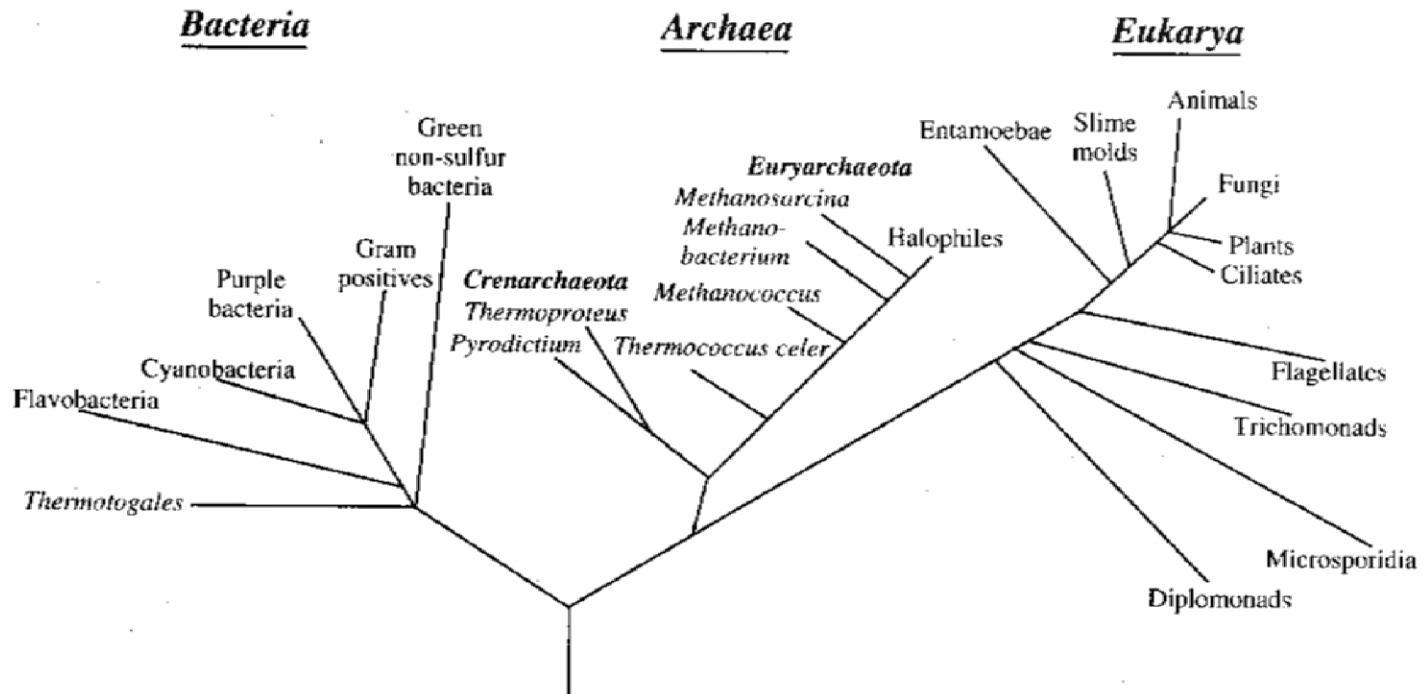 Bacteria
Archaea
Eukarya
Green
non-sulfur
bacteria
Gram
positives
Purple
bacteria
Cyanobacteria
Flavobacteria
Thermotogales
Crenarchaeota
Thermoproteus
Pyrodictium
Euryarchaeota
Methanosarcina
Methano-
bacterium
Methanococcus
Thermococcus celer
Halophiles
Entamoebae
Slime
molds
Animals
Fungi
Plants
Ciliates
Flagellates
Trichomonads
Microsporidia
Diplomonads